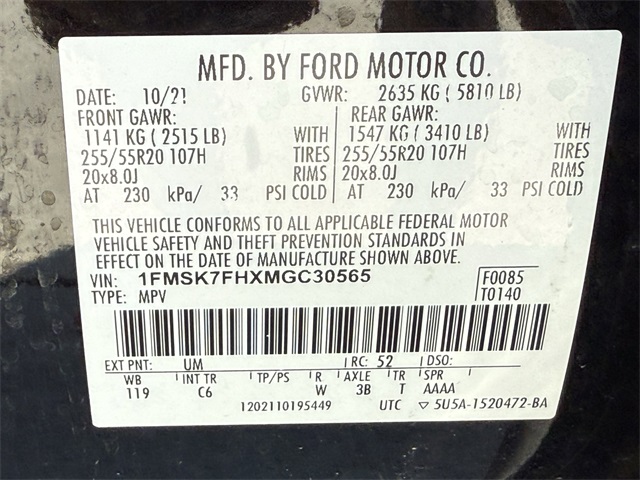 MFD. BY FORD MOTOR CO.
DATE: 10/21 GVWR: 2635 KG ( 5810 LB)
FRONT GAWR: REAR GAWR:
1141 KG ( 2515 LB) WITH 1547 KG ( 3410 LB) WITH
255/55R20 107H TIRES 255/55R20 107H TIRES
20x8.0J RIMS 20x8.0J RIMS
AT 230 kPa/ 33 PSI COLD AT 230 kPa/ 33 PSI COLD
THIS VEHICLE CONFORMS TO ALL APPLICABLE FEDERAL MOTOR
VEHICLE SAFETY AND THEFT PREVENTION STANDARDS IN
EFFECT ON THE DATE OF MANUFACTURE SHOWN ABOVE.
VIN: 1FMSK7FHXMGC30565 F0085
TYPE: MPV T0140
EXT PNT: UM RC: 52 DSO:
WB INT TR TP/PS R AXLE TR SPR
119 C6 W 3B T AAAA
1202110195449 UTC ▽ 5U5A-1520472-BA